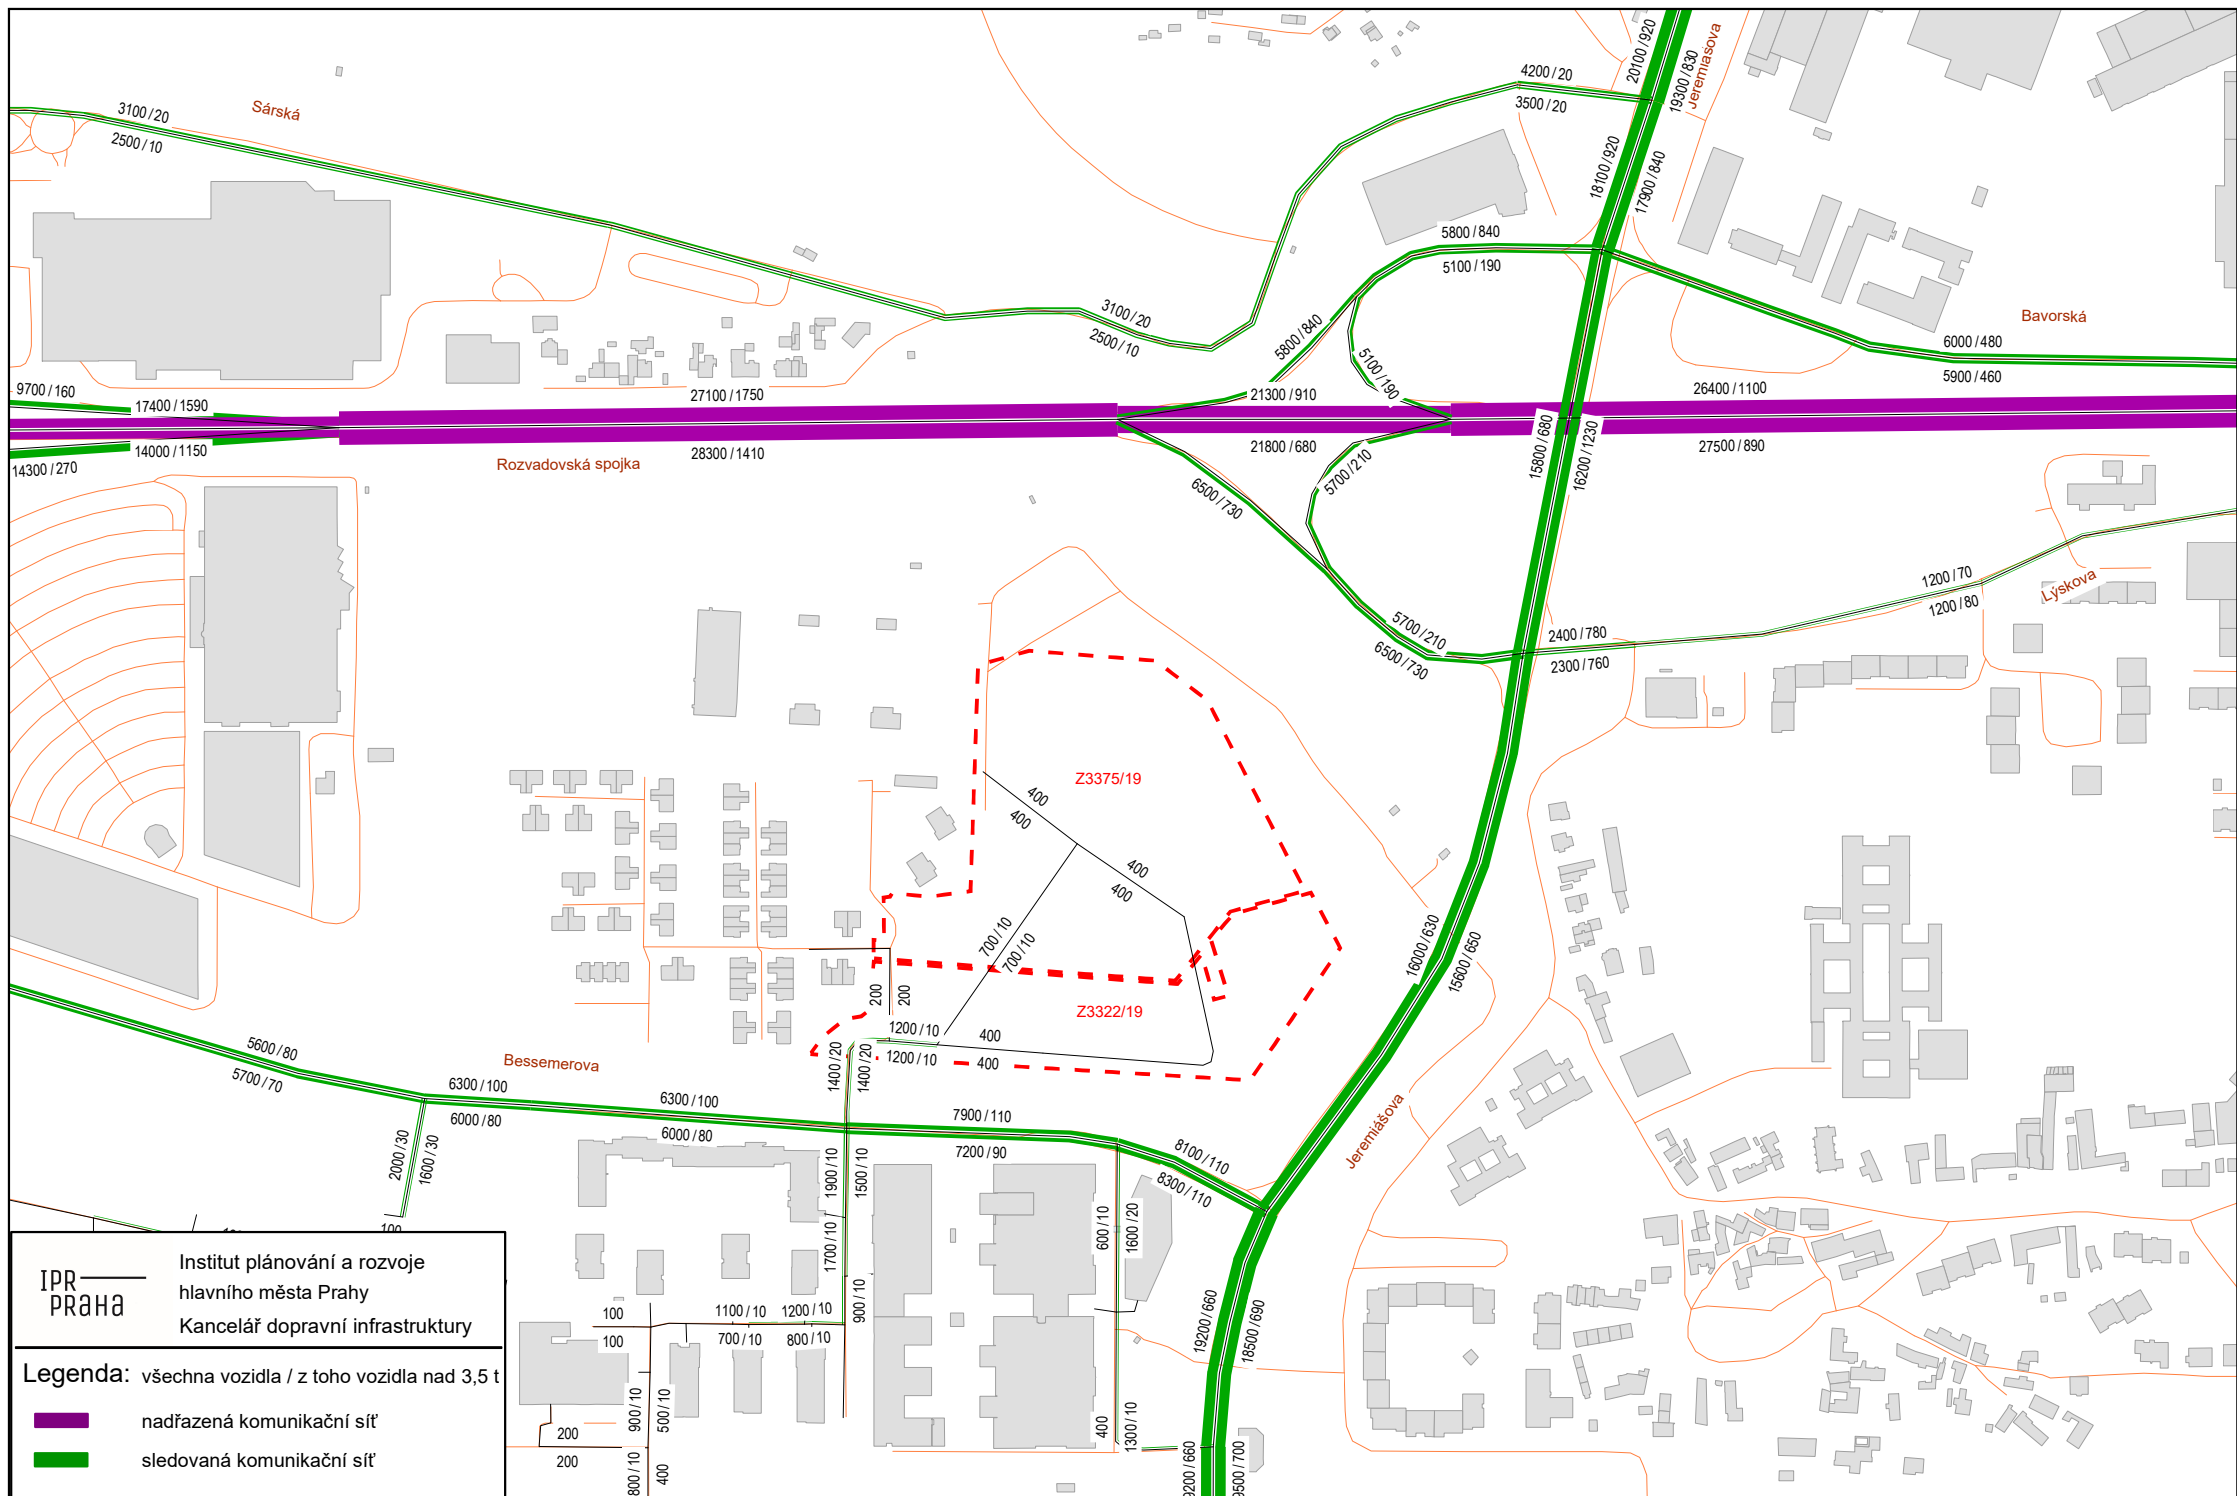 20100 / 920
Jeremiášova
19300 / 830
4200 / 20
3500 / 20
3100 / 20
Sárská
2500 / 10
18100 / 920
17900 / 840
5800 / 840
5100 / 190
3100 / 20
2500 / 10
5800 / 840
5100 / 190
Bavorská
6000 / 480
5900 / 460
9700 / 160
17400 / 1590
27100 / 1750
21300 / 910
26400 / 1100
14300 / 270
14000 / 1150
Rozvadovská spojka
28300 / 1410
21800 / 680
15800 / 680
16200 / 1230
27500 / 890
6500 / 730
5700 / 210
1200 / 70
1200 / 80
Lýskova
5700 / 210
6500 / 730
2400 / 780
2300 / 760
Z3375/19
400
400
400
400
700 / 10
700 / 10
16000 / 630
15600 / 650
200
200
Z3322/19
1200 / 10
1200 / 10
400
400
5600 / 80
5700 / 70
Bessemerova
1400 / 20
1400 / 20
6300 / 100
6000 / 80
6300 / 100
6000 / 80
7900 / 110
7200 / 90
8100 / 110
8300 / 110
Jeremiášova
2000 / 30
1600 / 30
1900 / 10
1500 / 10
1700 / 10
900 / 10
600 / 10
1600 / 20
100
19200 / 660
18500 / 690
100
100
1100 / 10
700 / 10
1200 / 10
800 / 10
900 / 10
500 / 10
200
200
800 / 10
400
400
1300 / 10
9200 / 660
9500 / 700
IPR
PRAHA
Institut plánování a rozvoje
hlavního města Prahy
Kancelář dopravní infrastruktury
Legenda: všechna vozidla / z toho vozidla nad 3,5 t
nadřazená komunikační síť
sledovaná komunikační síť